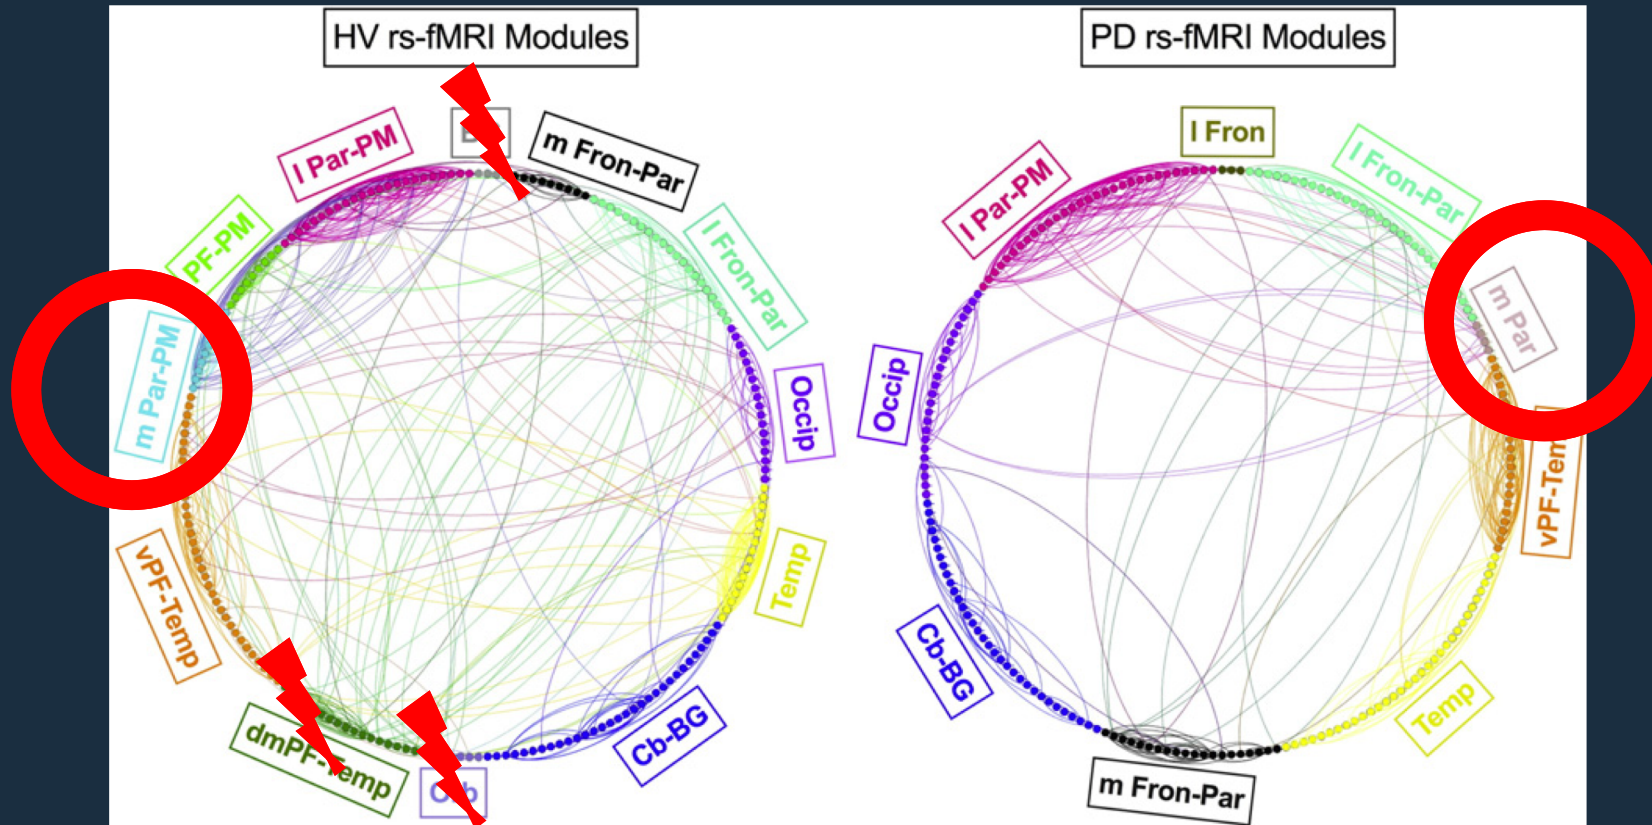 HV rs-fMRI Modules
PD rs-fMRI Modules
l Par-PM
m Fron-Par
PF-PM
l Fron-Par
m Par-PM
Occip
vPF-Temp
Temp
dmPF-Temp
Cb-BG
l Fron
l Par-PM
l Fron-Par
m Par
Occip
Cb-BG
Temp
m Fron-Par